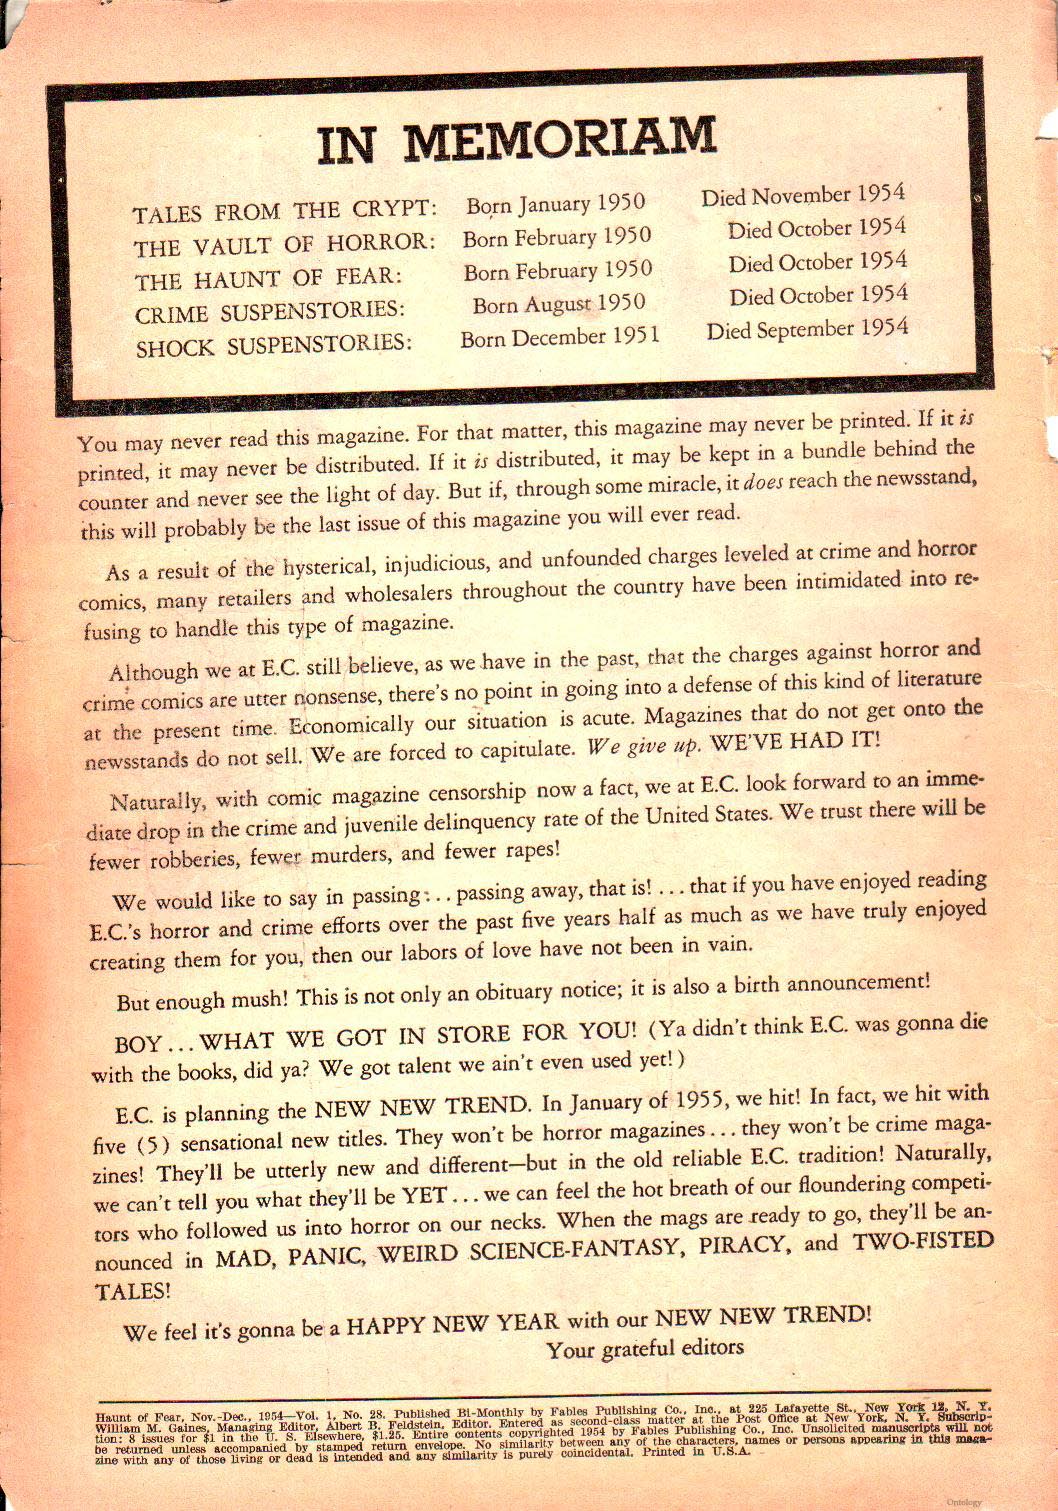 IN MEMORIAM
TALES FROM THE CRYPT: Born January 1950 Died November 1954
THE VAULT OF HORROR: Born February 1950 Died October 1954
THE HAUNT OF FEAR: Born February 1950 Died October 1954
CRIME SUSPENSTORIES: Born August 1950 Died October 1954
SHOCK SUSPENSTORIES: Born December 1951 Died September 1954
You may never read this magazine. For that matter, this magazine may never be printed. If it is
printed, it may never be distributed. If it is distributed, it may be kept in a bundle behind the
counter and never see the light of day. But if, through some miracle, it does reach the newsstand,
this will probably be the last issue of this magazine you will ever read.
As a result of the hysterical, injudicious, and unfounded charges leveled at crime and horror
comics, many retailers and wholesalers throughout the country have been intimidated into re-
fusing to handle this type of magazine.
Although we at E.C. still believe, as we have in the past, that the charges against horror and
crime comics are utter nonsense, there's no point in going into a defense of this kind of literature
at the present time. Economically our situation is acute. Magazines that do not get onto the
newsstands do not sell. We are forced to capitulate. We give up. WE'VE HAD IT!
Naturally, with comic magazine censorship now a fact, we at E.C. look forward to an imme-
diate drop in the crime and juvenile delinquency rate of the United States. We trust there will be
fewer robberies, fewer murders, and fewer rapes!
We would like to say in passing... passing away, that is! ... that if you have enjoyed reading
E.C.'s horror and crime efforts over the past five years half as much as we have truly enjoyed
creating them for you, then our labors of love have not been in vain.
But enough mush! This is not only an obituary notice; it is also a birth announcement!
BOY... WHAT WE GOT IN STORE FOR YOU! (Ya didn't think E.C. was gonna die
with the books, did ya? We got talent we ain't even used yet!)
E.C. is planning the NEW NEW TREND. In January of 1955, we hit! In fact, we hit with
five (5) sensational new titles. They won't be horror magazines... they won't be crime maga-
zines! They'll be utterly new and different—but in the old reliable E.C. tradition! Naturally,
we can't tell you what they'll be YET... we can feel the hot breath of our floundering competi-
tors who followed us into horror on our necks. When the mags are ready to go, they'll be an-
nounced in MAD, PANIC, WEIRD SCIENCE-FANTASY, PIRACY, and TWO-FISTED
TALES!
We feel it's gonna be a HAPPY NEW YEAR with our NEW NEW TREND!
Your grateful editors
Haunt of Fear, Nov.-Dec., 1954—Vol. 1, No. 28. Published Bi-Monthly by Fables Publishing Co., Inc., at 225 Lafayette St., New York 12, N. Y.
William M. Gaines, Managing Editor, Albert B. Feldstein, Editor. Entered as second-class matter at the Post Office at New York, N. Y. Subscrip-
tion: 8 issues for $1 in the U. S. Elsewhere, $1.25. Entire contents copyrighted 1954 by Fables Publishing Co., Inc. Unsolicited manuscripts will not
be returned unless accompanied by stamped return envelope. No similarity between any of the characters, names or persons appearing in this maga-
zine with any of those living or dead is intended and any similarity is purely coincidental. Printed in U.S.A.
Ontology